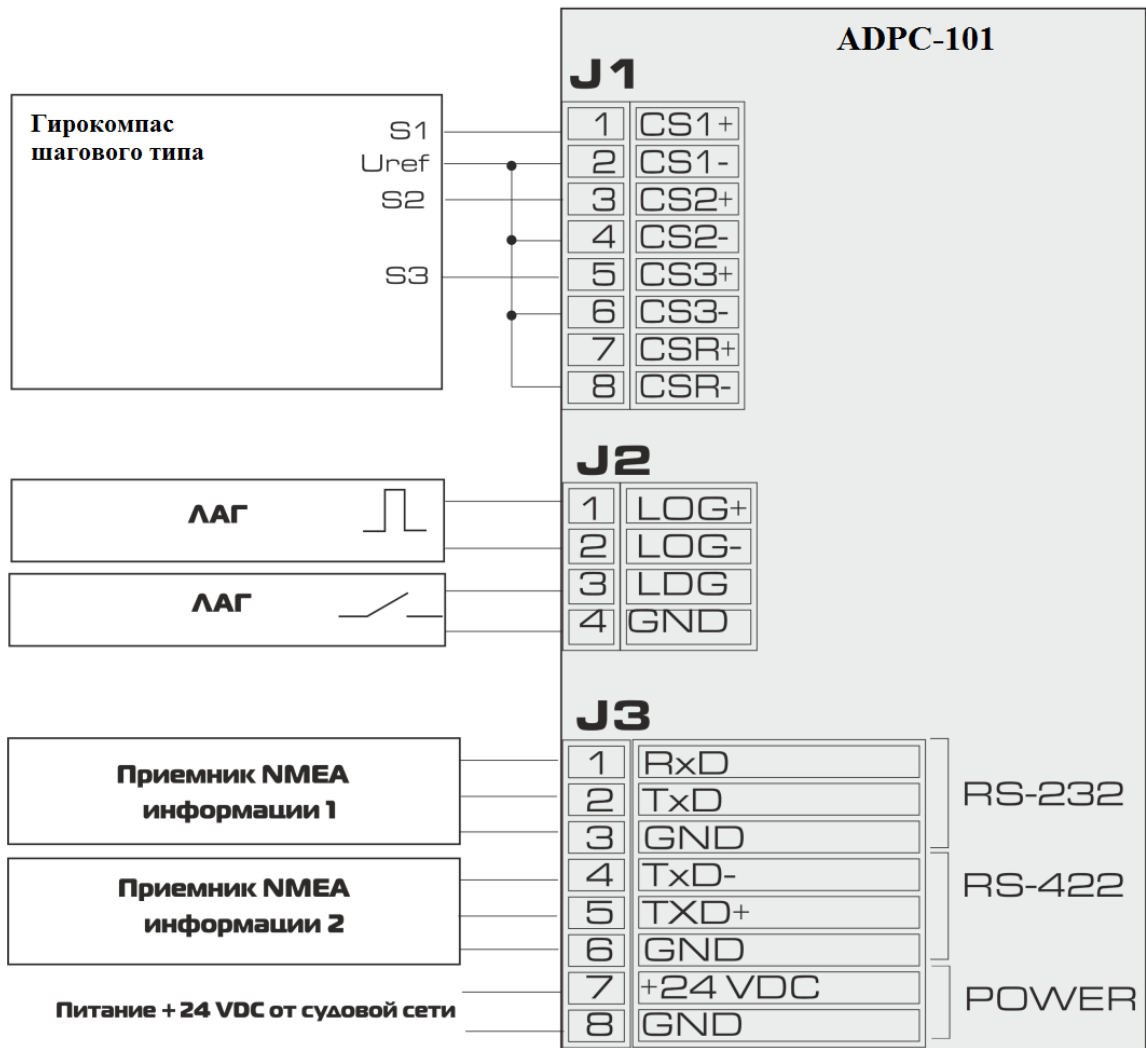 ADPC-101
J1
Гирокомпас
шагового типа
S1
Uref
S2
S3
1 CS1+
2 CS1-
3 CS2+
4 CS2-
5 CS3+
6 CS3-
7 CSR+
8 CSR-
J2
ЛАГ
ЛАГ
1 LOG+
2 LOG-
3 LDG
4 GND
J3
Приемник NMEA
информации 1
Приемник NMEA
информации 2
Питание +24 VDC от судовой сети
1 RxD
2 TxD
3 GND
4 TxD-
5 TXD+
6 GND
7 +24 VDC
8 GND
RS-232
RS-422
POWER